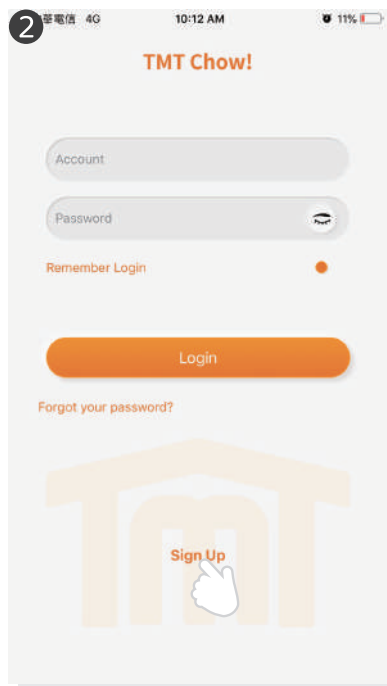 2
華電信 4G 10:12 AM 11%
TMT Chow!
Account
Password
Remember Login
Login
Forgot your password?
TMT
Sign Up